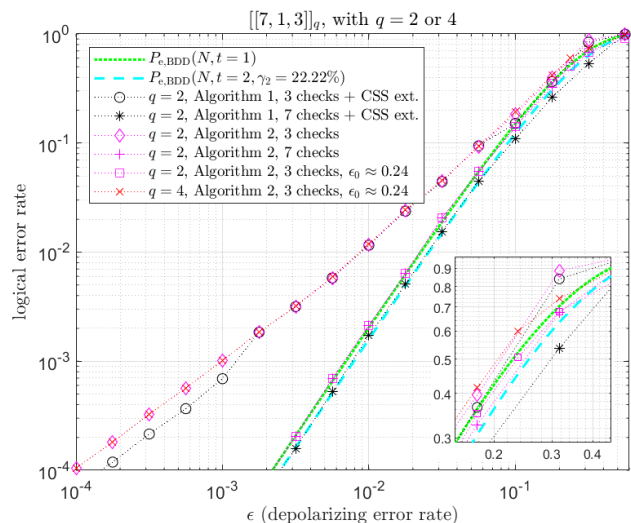 [[7, 1, 3]]_q, with q = 2 or 4
10^0
10^-1
10^-2
10^-3
10^-4
logical error rate
P_e,BDD(N, t = 1)
P_e,BDD(N, t = 2, γ_2 = 22.22%)
q = 2, Algorithm 1, 3 checks + CSS ext.
q = 2, Algorithm 1, 7 checks + CSS ext.
q = 2, Algorithm 2, 3 checks
q = 2, Algorithm 2, 7 checks
q = 2, Algorithm 2, 3 checks, ϵ_0 ≈ 0.24
q = 4, Algorithm 2, 3 checks, ϵ_0 ≈ 0.24
0.9
0.8
0.7
0.6
0.5
0.4
0.3
0.2 0.3 0.4
10^-4 10^-3 10^-2 10^-1
ϵ (depolarizing error rate)